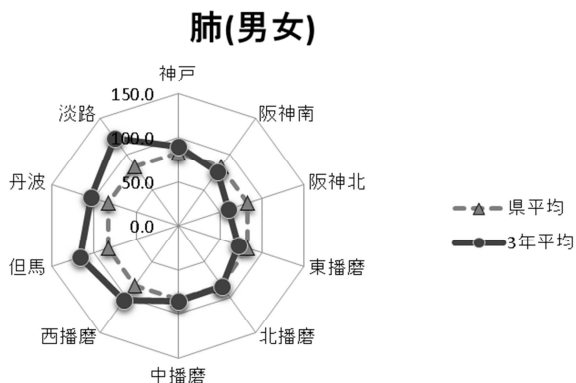 肺(男女)
神戸
150.0
淡路
阪神南
100.0
丹波
阪神北
50.0
県平均
0.0
3年平均
但馬
東播磨
西播磨
北播磨
中播磨